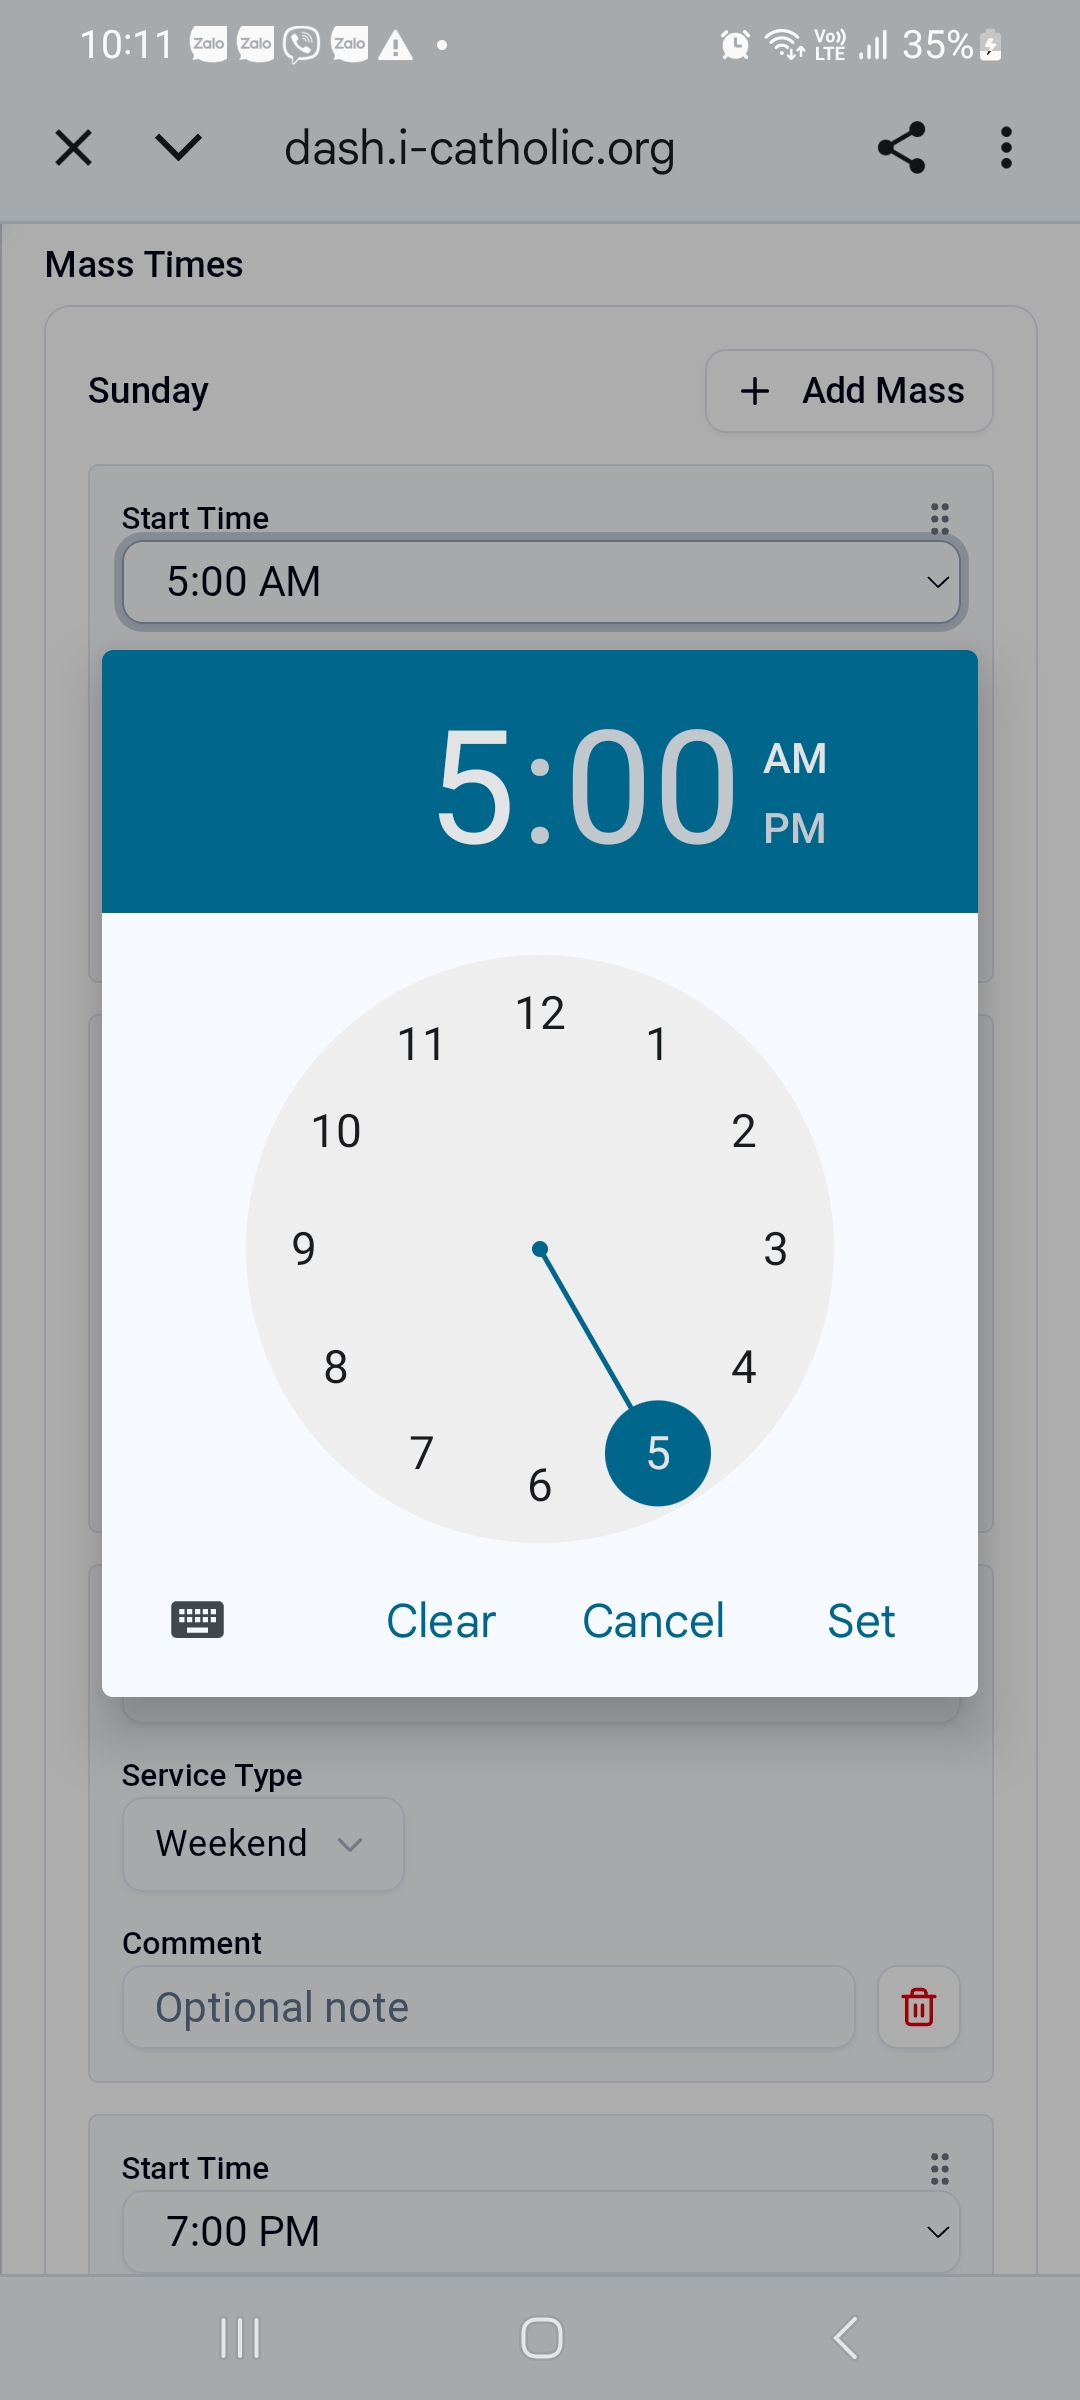 10:11 Zalo Zalo Zalo Vo)) LTE 35%
dash.i-catholic.org
Mass Times
Sunday
+ Add Mass
Start Time
5:00 AM
5:00
AM
PM
12
11
1
10
2
9
3
8
4
7
5
6
Clear Cancel Set
Service Type
Weekend
Comment
Optional note
Start Time
7:00 PM